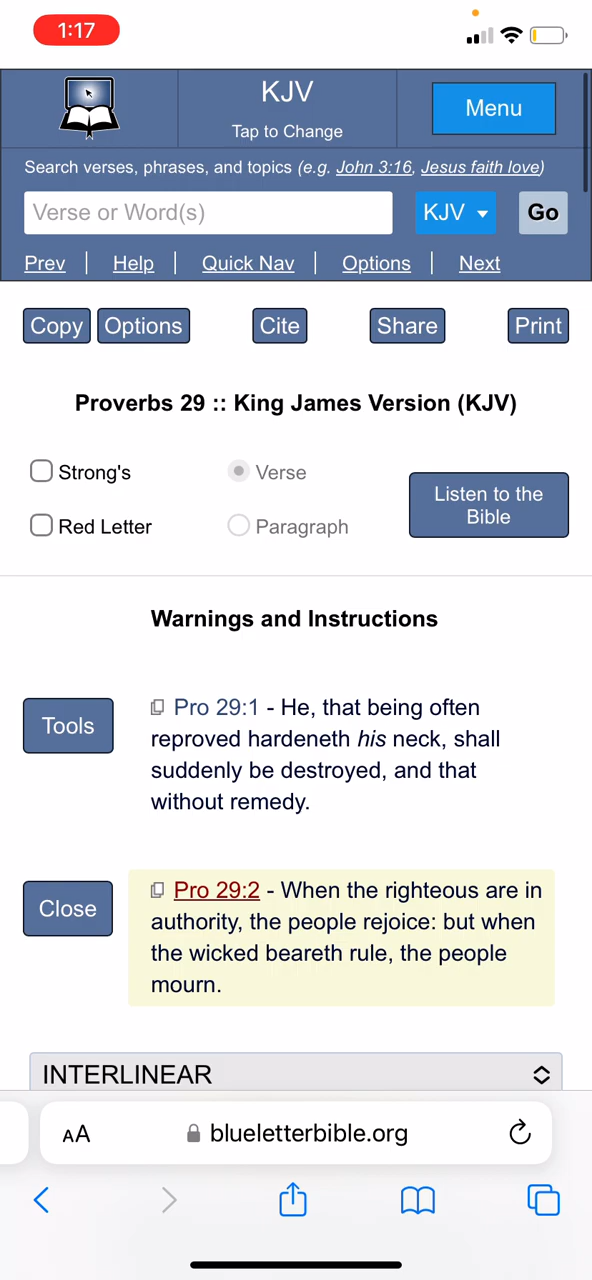 1:17
KJV
Tap to Change
Menu
Search verses, phrases, and topics (e.g. John 3:16, Jesus faith love)
Verse or Word(s)
KJV
Go
Prev | Help | Quick Nav | Options | Next
Copy Options Cite Share Print
Proverbs 29 :: King James Version (KJV)
Strong's
Verse
Listen to the
Bible
Red Letter
Paragraph
Warnings and Instructions
Tools
Pro 29:1 - He, that being often
reproved hardeneth his neck, shall
suddenly be destroyed, and that
without remedy.
Close
Pro 29:2 - When the righteous are in
authority, the people rejoice: but when
the wicked beareth rule, the people
mourn.
INTERLINEAR
AA
blueletterbible.org